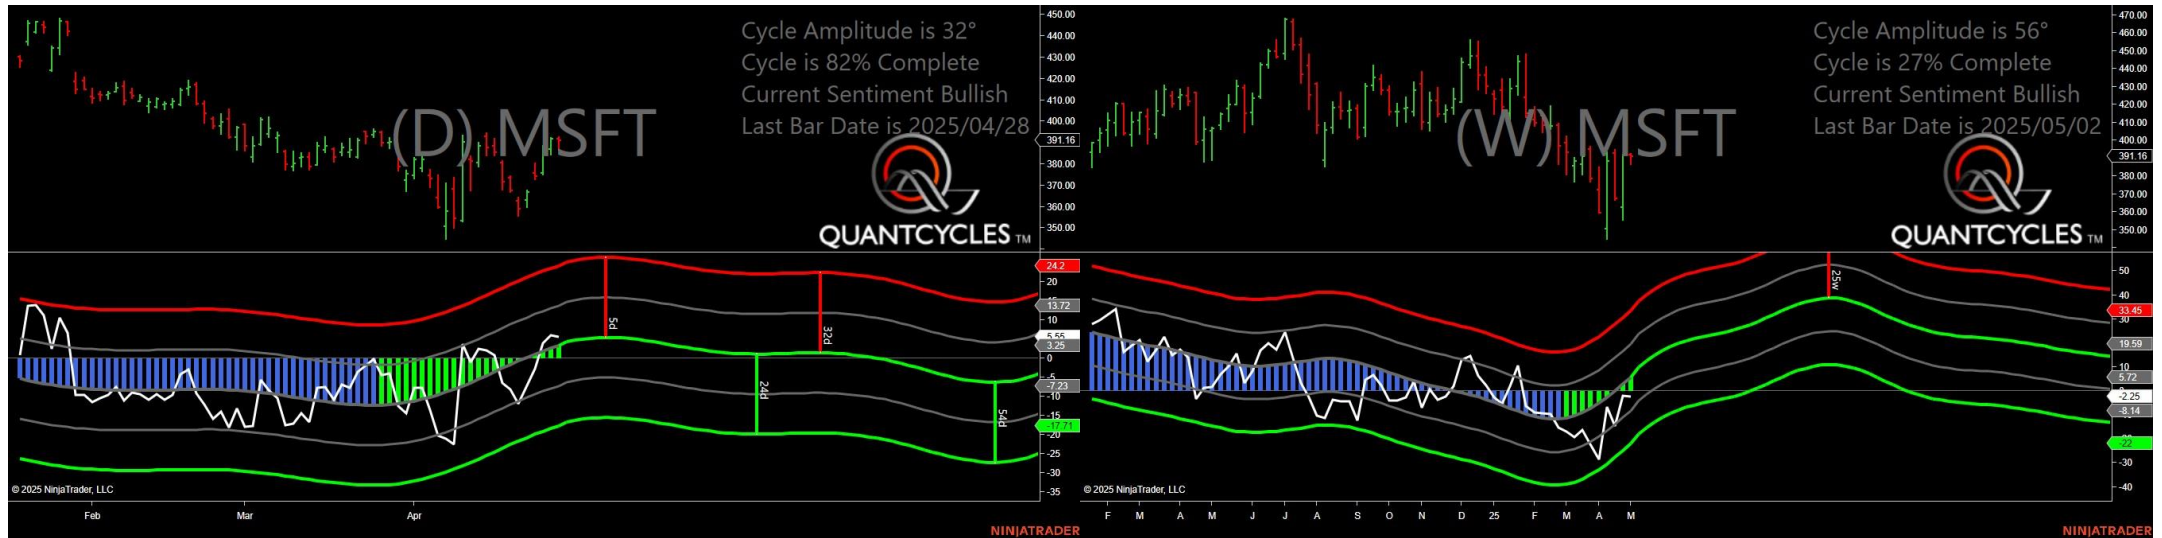 Cycle Amplitude is 32°
Cycle is 82% Complete
Current Sentiment Bullish
Last Bar Date is 2025/04/28
(D) MSFT
QUANTCYCLES TM
450.00
440.00
430.00
420.00
410.00
400.00
391.16
380.00
370.00
360.00
350.00
24.2
20
13.72
10
5.55
3.25
0
-5
-7.23
-10
-15
-17.71
-20
-25
-30
-35
5d
24d
32d
54d
© 2025 NinjaTrader, LLC
Feb Mar Apr
NINJATRADER
Cycle Amplitude is 56°
Cycle is 27% Complete
Current Sentiment Bullish
Last Bar Date is 2025/05/02
(W) MSFT
QUANTCYCLES TM
470.00
460.00
450.00
440.00
430.00
420.00
410.00
400.00
391.16
380.00
370.00
360.00
350.00
50
40
33.45
30
19.59
10
5.72
-2.25
-8.14
-22
-30
-40
25w
© 2025 NinjaTrader, LLC
F M A M J J A S O N D 25 F M A M
NINJATRADER